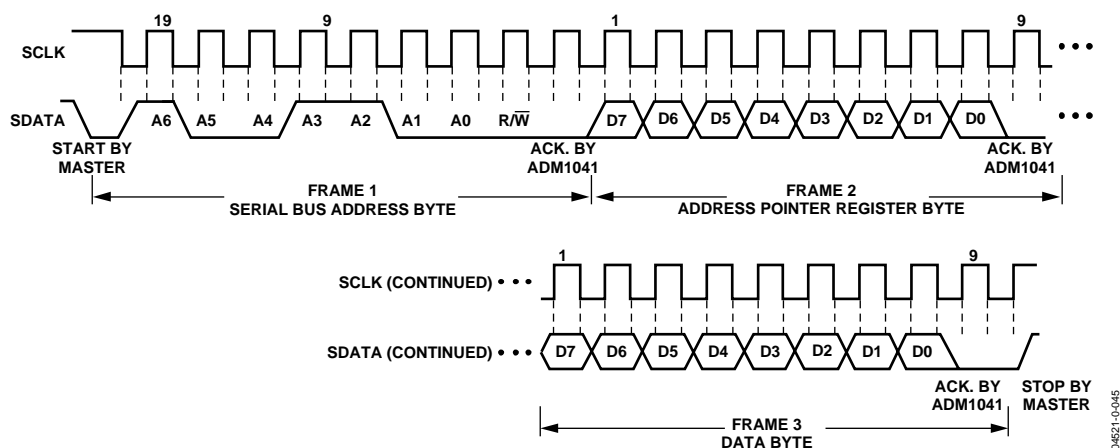 19 9 1 9
SCLK
SDATA A6 A5 A4 A3 A2 A1 A0 R/W̅ D7 D6 D5 D4 D3 D2 D1 D0
START BY
MASTER
ACK. BY
ADM1041
ACK. BY
ADM1041
FRAME 1
SERIAL BUS ADDRESS BYTE
FRAME 2
ADDRESS POINTER REGISTER BYTE
1 9
SCLK (CONTINUED)
SDATA (CONTINUED) D7 D6 D5 D4 D3 D2 D1 D0
ACK. BY
ADM1041
STOP BY
MASTER
FRAME 3
DATA BYTE